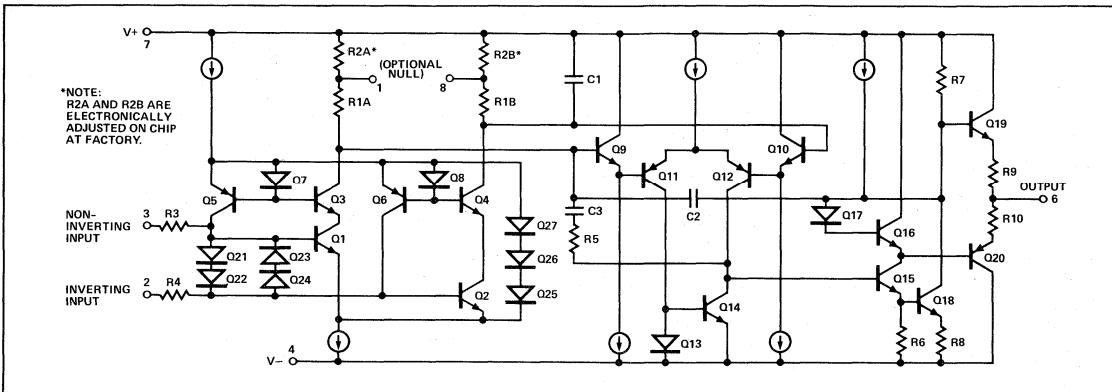 V+
7
R2A*
(OPTIONAL
NULL)
1
8
R2B*
C1
R7
*NOTE:
R2A AND R2B ARE
ELECTRONICALLY
ADJUSTED ON CHIP
AT FACTORY.
R1A
R1B
Q19
Q9
Q10
Q11
Q12
R9
OUTPUT
6
Q7
Q8
Q5
Q3
Q6
Q4
C3
C2
Q17
R10
NON-
INVERTING
INPUT
3
R3
Q16
R5
Q27
Q1
Q21
Q23
Q26
Q20
Q22
Q24
Q15
INVERTING
INPUT
2
R4
Q25
Q2
Q14
Q18
Q13
R6
R8
V-
4